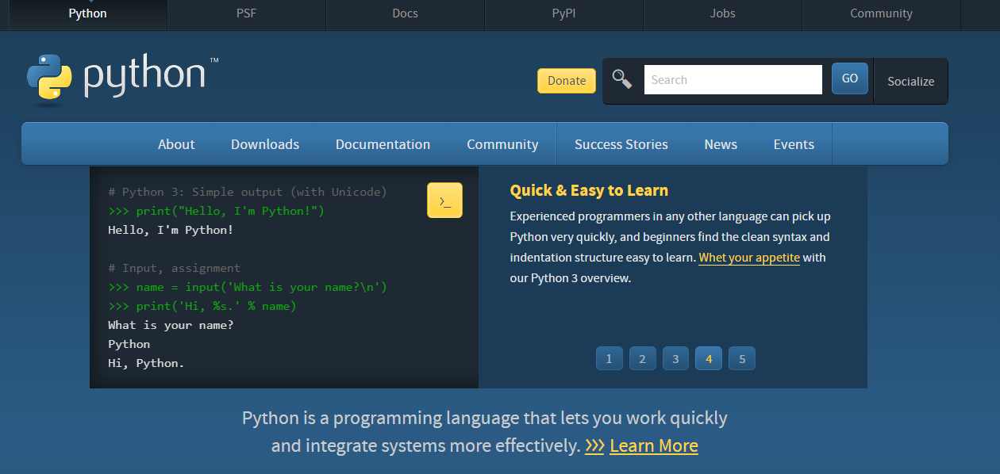 Python PSF Docs PyPI Jobs Community
python™
Donate Search GO Socialize
About Downloads Documentation Community Success Stories News Events
# Python 3: Simple output (with Unicode)
>>> print("Hello, I'm Python!")
Hello, I'm Python!
# Input, assignment
>>> name = input('What is your name?\n')
>>> print('Hi, %s.' % name)
What is your name?
Python
Hi, Python.
>_
Quick & Easy to Learn
Experienced programmers in any other language can pick up
Python very quickly, and beginners find the clean syntax and
indentation structure easy to learn. Whet your appetite with
our Python 3 overview.
1 2 3 4 5
Python is a programming language that lets you work quickly
and integrate systems more effectively. >>> Learn More